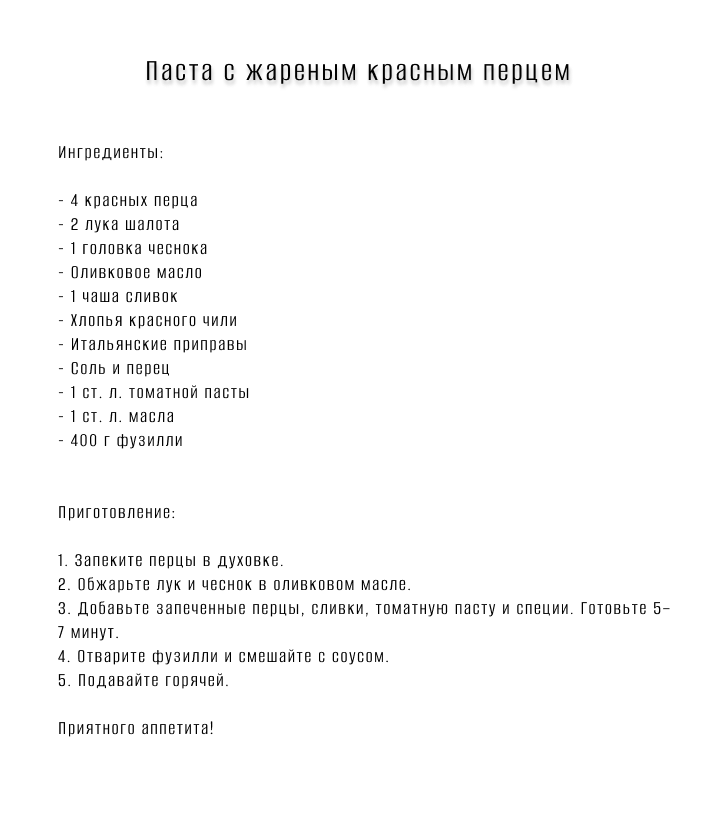 Паста с жареным красным перцем
Ингредиенты:
- 4 красных перца
- 2 лука шалота
- 1 головка чеснока
- Оливковое масло
- 1 чаша сливок
- Хлопья красного чили
- Итальянские приправы
- Соль и перец
- 1 ст. л. томатной пасты
- 1 ст. л. масла
- 400 г фузилли
Приготовление:
1. Запеките перцы в духовке.
2. Обжарьте лук и чеснок в оливковом масле.
3. Добавьте запеченные перцы, сливки, томатную пасту и специи. Готовьте 5–
7 минут.
4. Отварите фузилли и смешайте с соусом.
5. Подавайте горячей.
Приятного аппетита!